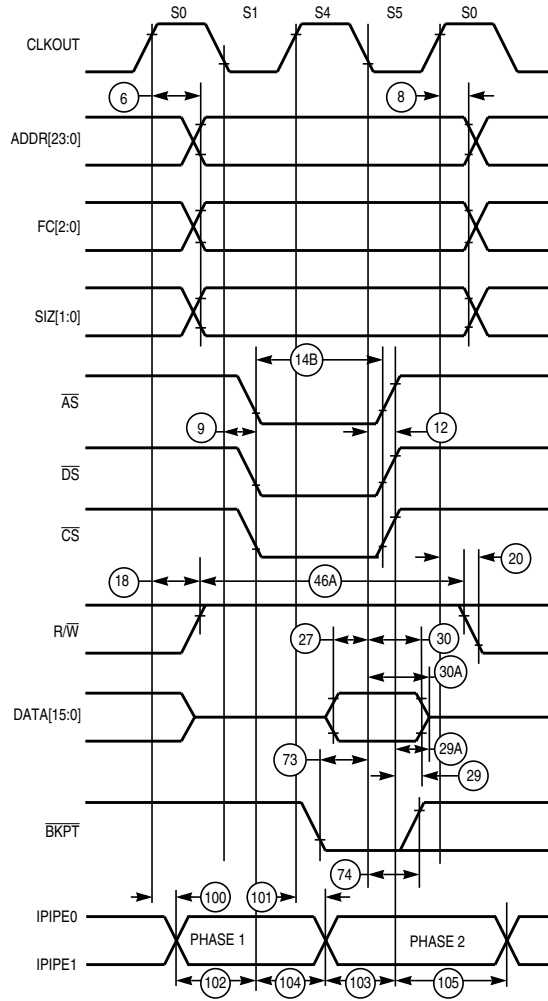 S0 S1 S4 S5 S0
CLKOUT
6 8
ADDR[23:0]
FC[2:0]
SIZ[1:0]
14B
AS
9 12
DS
CS
18 46A 20
R/W
27 30
30A
DATA[15:0]
29A
73 29
BKPT
74
100 101
IPIPE0
PHASE 1 PHASE 2
IPIPE1
102 104 103 105